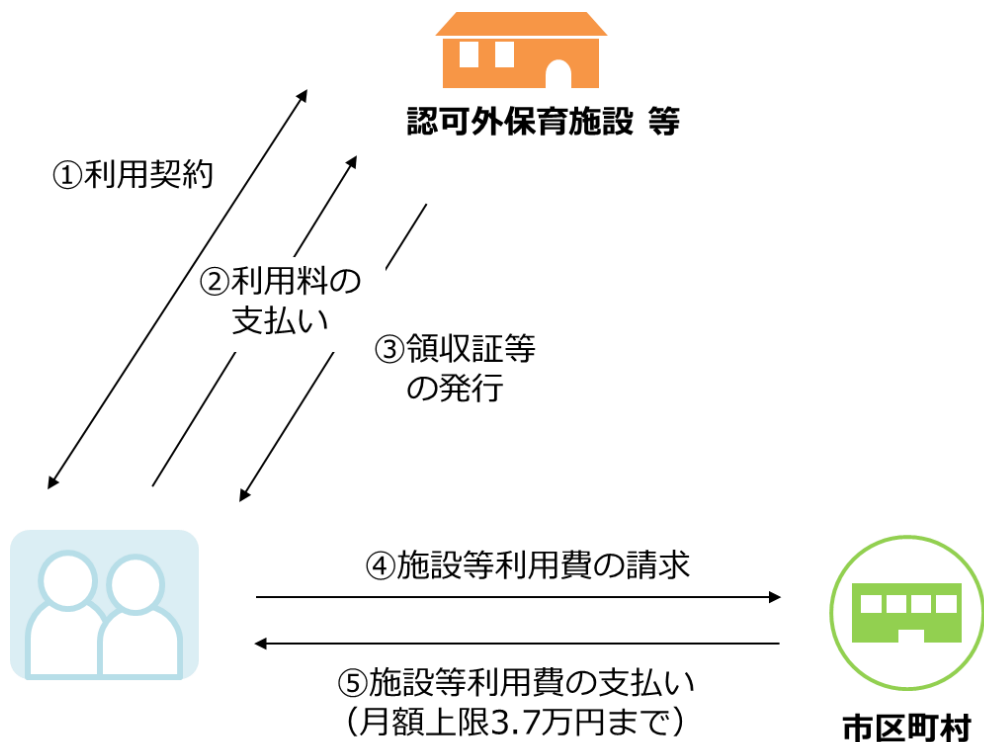 認可外保育施設 等
①利用契約
②利用料の
支払い
③領収証等
の発行
④施設等利用費の請求
⑤施設等利用費の支払い
（月額上限3.7万円まで）
市区町村